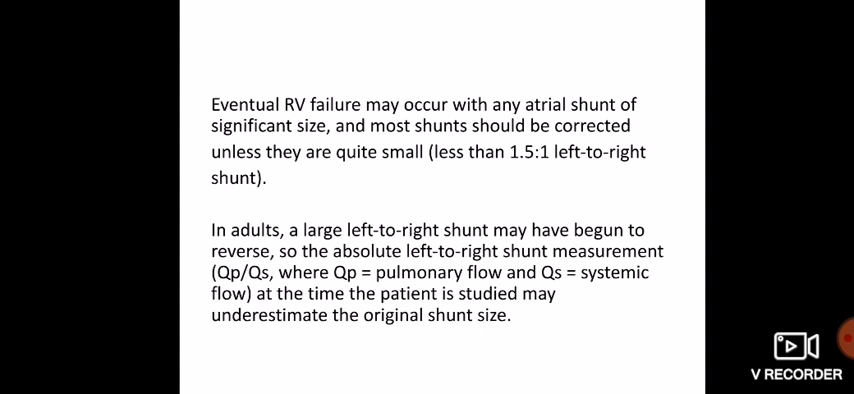 Eventual RV failure may occur with any atrial shunt of
significant size, and most shunts should be corrected
unless they are quite small (less than 1.5:1 left-to-right
shunt).
In adults, a large left-to-right shunt may have begun to
reverse, so the absolute left-to-right shunt measurement
(Qp/Qs, where Qp = pulmonary flow and Qs = systemic
flow) at the time the patient is studied may
underestimate the original shunt size.
V RECORDER